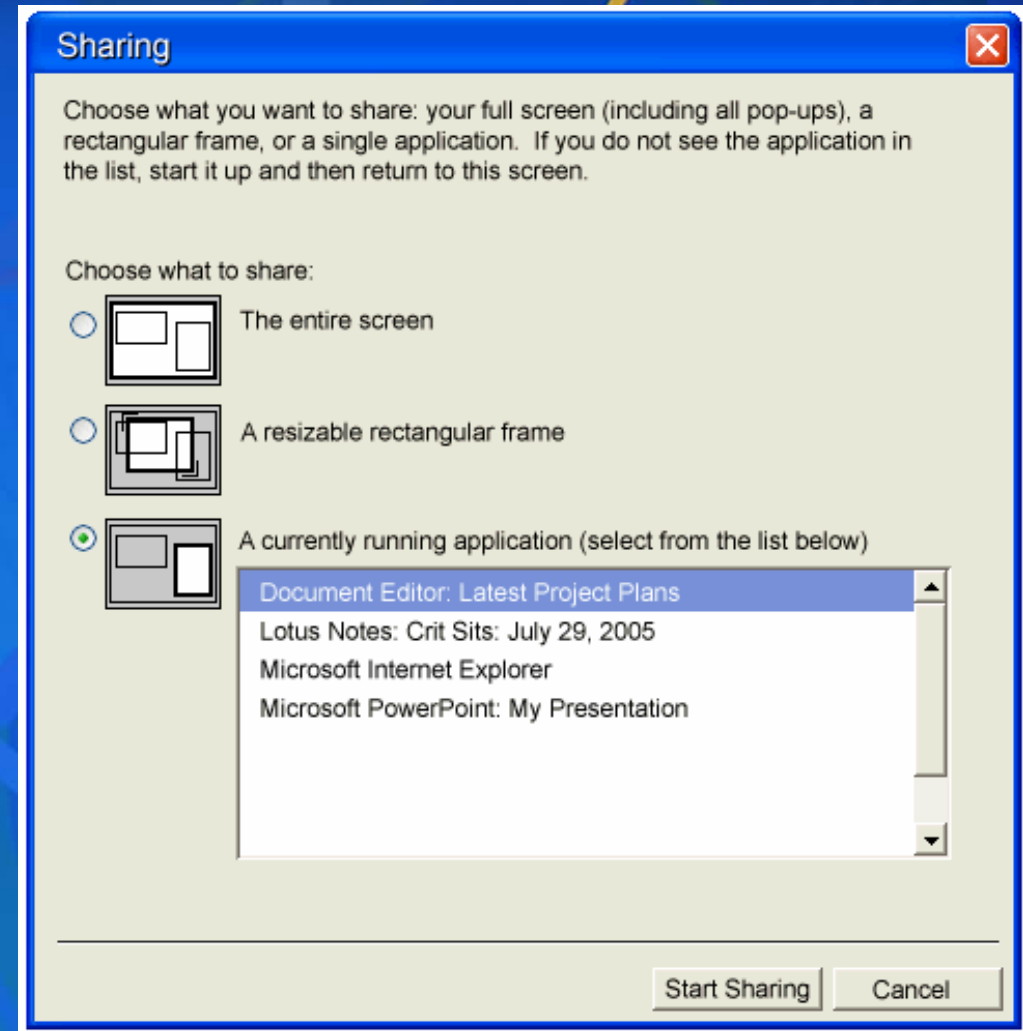 Sharing
Choose what you want to share: your full screen (including all pop-ups), a
rectangular frame, or a single application.  If you do not see the application in
the list, start it up and then return to this screen.
Choose what to share:
The entire screen
A resizable rectangular frame
A currently running application (select from the list below)
Document Editor: Latest Project Plans
Lotus Notes: Crit Sits: July 29, 2005
Microsoft Internet Explorer
Microsoft PowerPoint: My Presentation
Start Sharing
Cancel